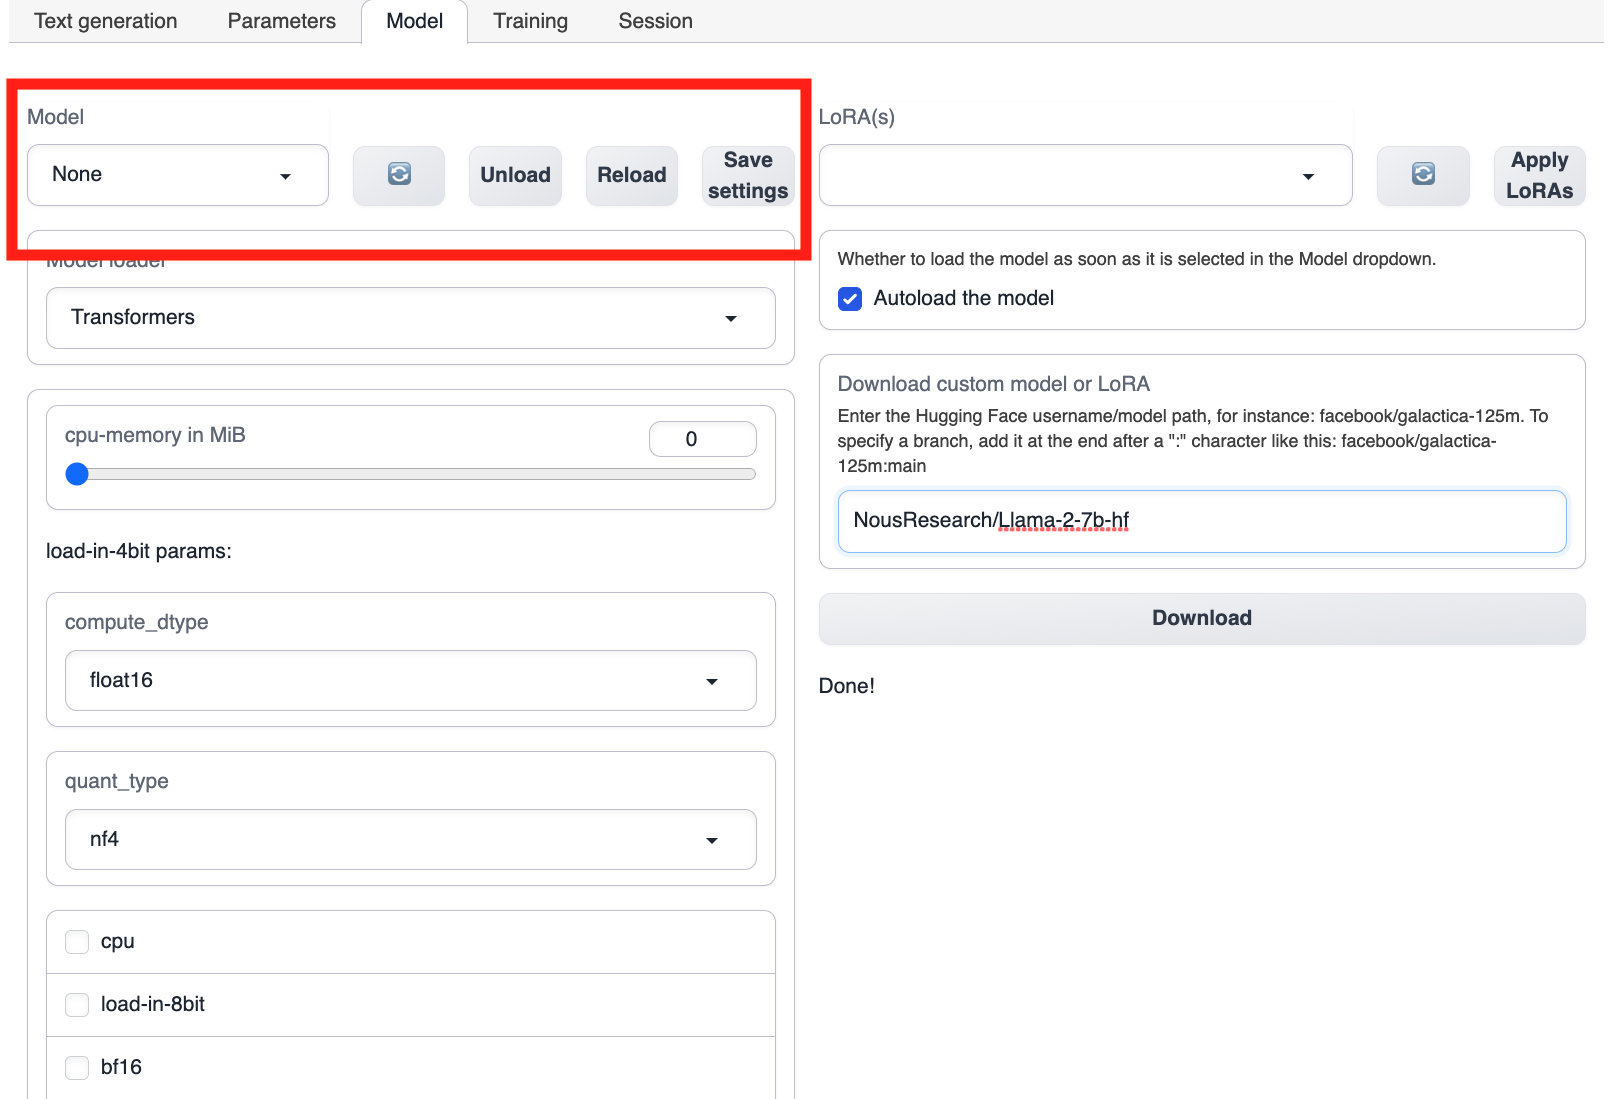 Text generation
Parameters
Model
Training
Session
Model
None
Unload
Reload
Save
settings
Model loader
Transformers
cpu-memory in MiB
0
load-in-4bit params:
compute_dtype
float16
quant_type
nf4
cpu
load-in-8bit
bf16
LoRA(s)
Apply
LoRAs
Whether to load the model as soon as it is selected in the Model dropdown.
Autoload the model
Download custom model or LoRA
Enter the Hugging Face username/model path, for instance: facebook/galactica-125m. To
specify a branch, add it at the end after a ":" character like this: facebook/galactica-
125m:main
NousResearch/Llama-2-7b-hf
Download
Done!